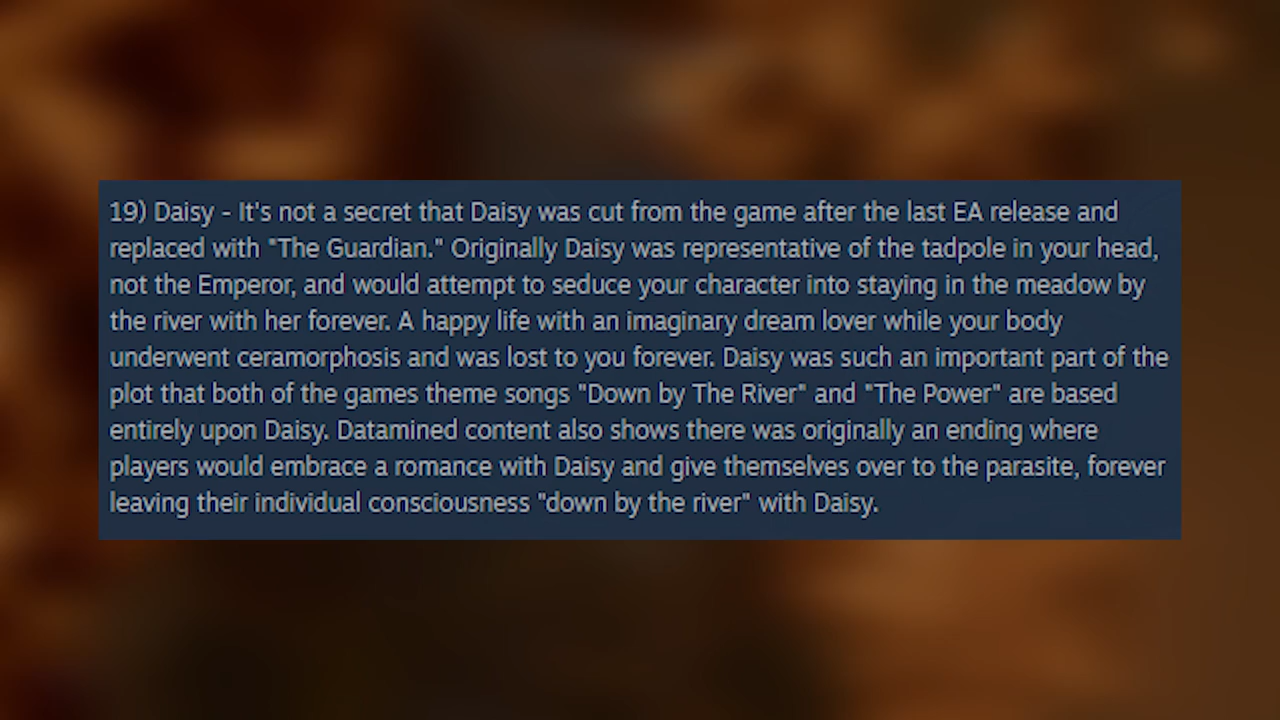 19) Daisy - It's not a secret that Daisy was cut from the game after the last EA release and
replaced with "The Guardian." Originally Daisy was representative of the tadpole in your head,
not the Emperor, and would attempt to seduce your character into staying in the meadow by
the river with her forever. A happy life with an imaginary dream lover while your body
underwent ceramorphosis and was lost to you forever. Daisy was such an important part of the
plot that both of the games theme songs "Down by The River" and "The Power" are based
entirely upon Daisy. Datamined content also shows there was originally an ending where
players would embrace a romance with Daisy and give themselves over to the parasite, forever
leaving their individual consciousness "down by the river" with Daisy.